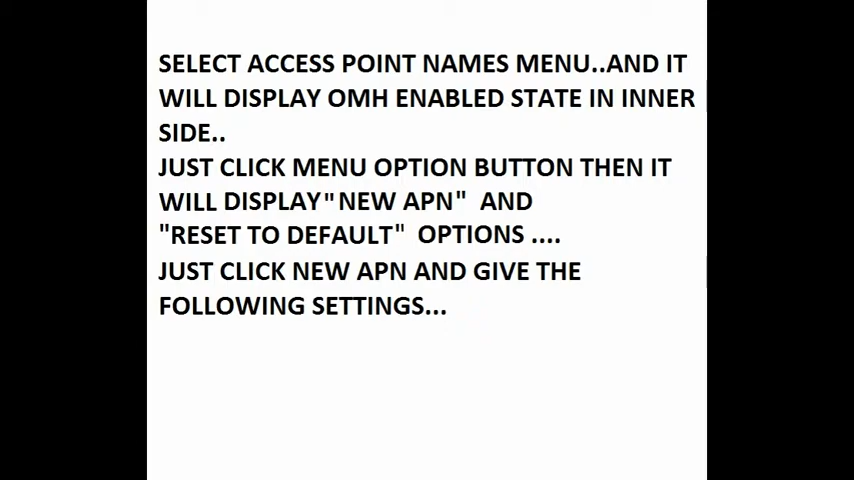 SELECT ACCESS POINT NAMES MENU..AND IT
WILL DISPLAY OMH ENABLED STATE IN INNER
SIDE..
JUST CLICK MENU OPTION BUTTON THEN IT
WILL DISPLAY"NEW APN" AND
"RESET TO DEFAULT" OPTIONS ....
JUST CLICK NEW APN AND GIVE THE
FOLLOWING SETTINGS...